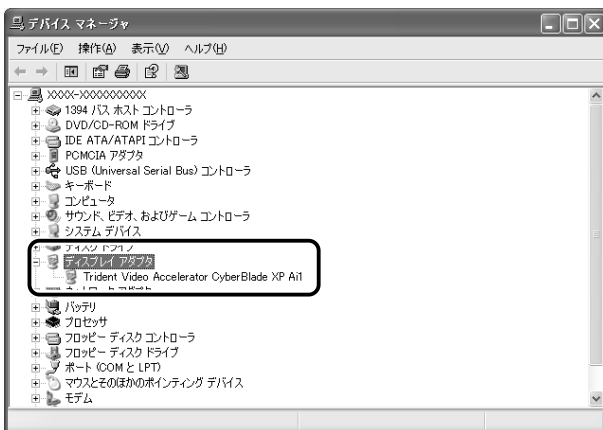 デバイス マネージャ
ファイル(F) 操作(A) 表示(V) ヘルプ(H)
XXXX-XXXXXXXXXX
1394 バス ホスト コントローラ
DVD/CD-ROM ドライブ
IDE ATA/ATAPI コントローラ
PCMCIA アダプタ
USB (Universal Serial Bus) コントローラ
キーボード
コンピュータ
サウンド、ビデオ、およびゲーム コントローラ
システム デバイス
ディスク ドライブ
ディスプレイ アダプタ
Trident Video Accelerator CyberBlade XP Ai1
バッテリ
プロセッサ
フロッピー ディスク コントローラ
フロッピー ディスク ドライブ
ポート (COM と LPT)
マウスとそのほかのポインティング デバイス
モデム